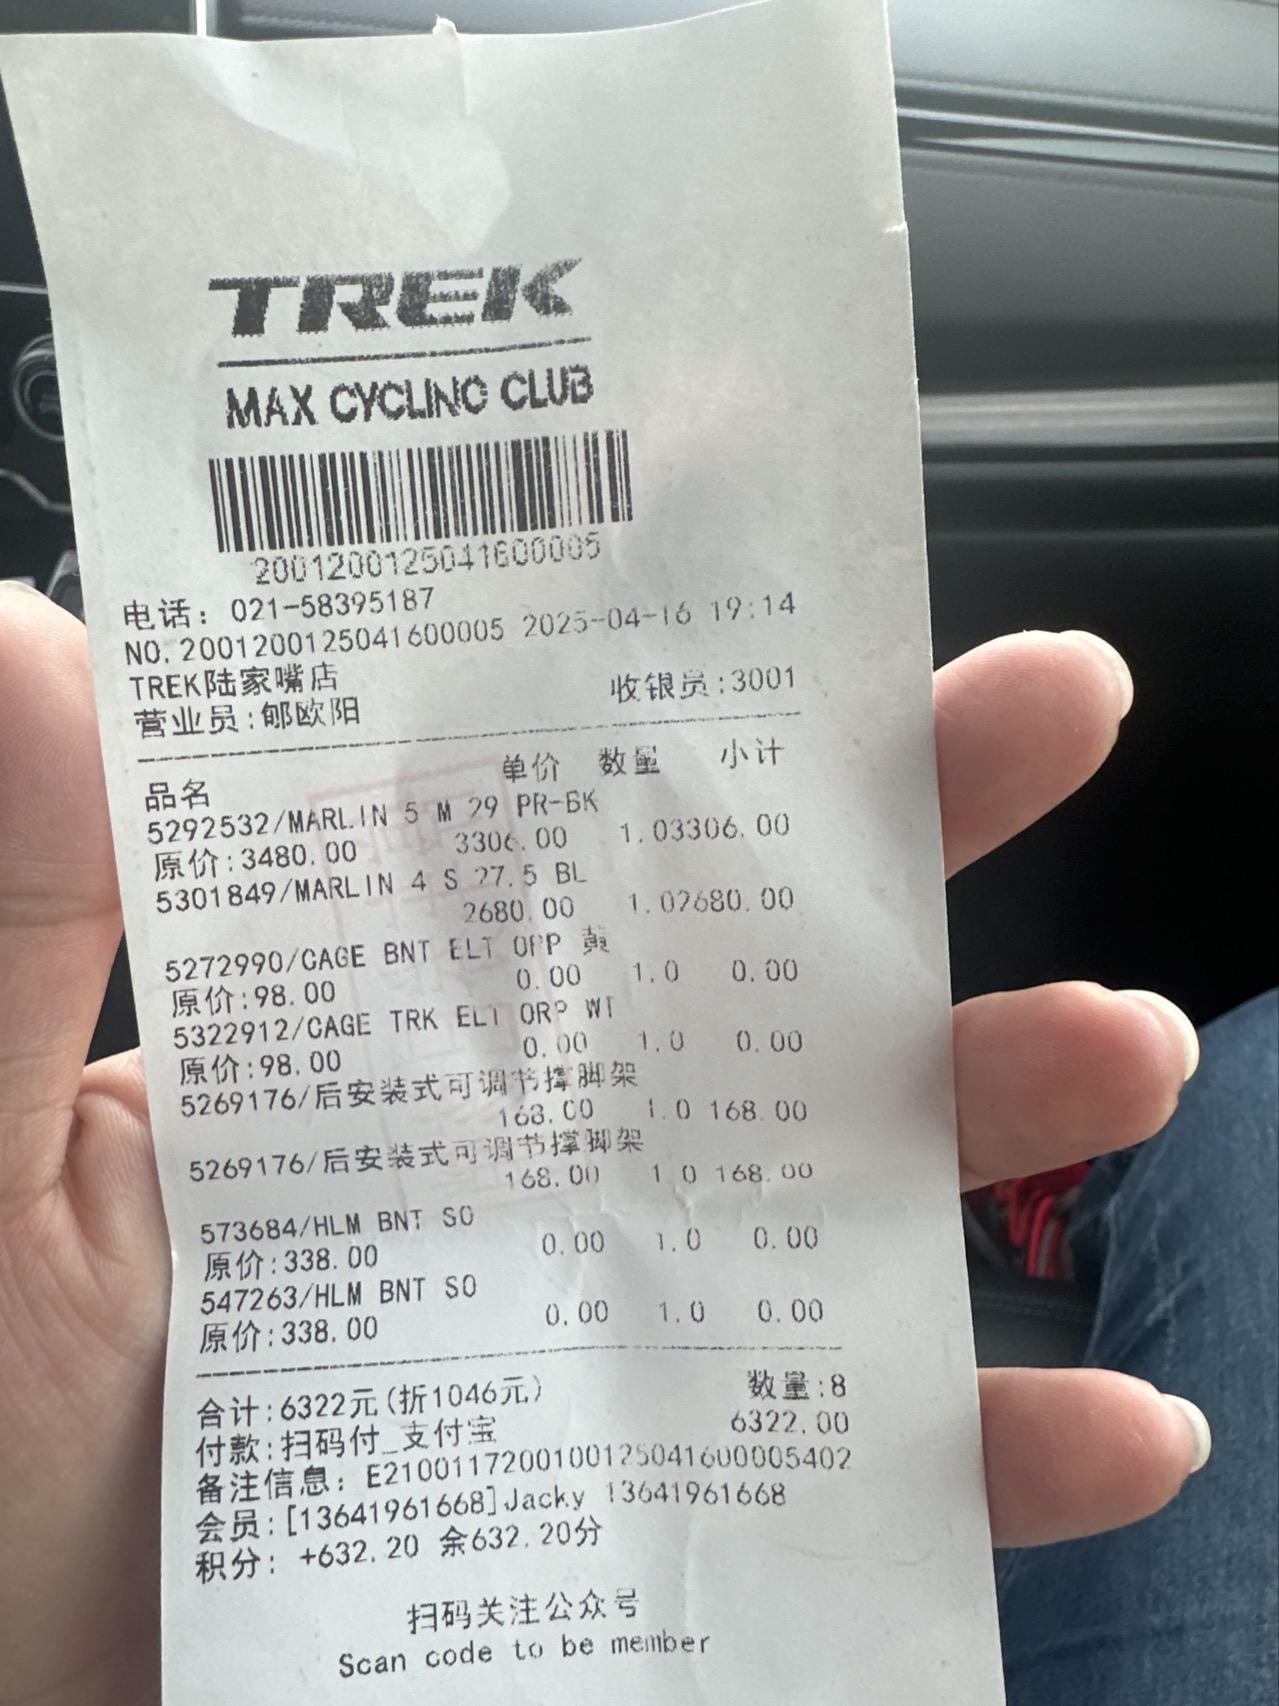 TREK
MAX CYCLING CLUB
2001200125041600005
电话: 021-58395187
NO.2001200125041600005 2025-04-16 19:14
TREK陆家嘴店 收银员:3001
营业员:郇欧阳
品名 单价 数量 小计
5292532/MARLIN 5 M 29 PR-BK
原价:3480.00 3306.00 1.03306.00
5301849/MARLIN 4 S 27.5 BL
2680.00 1.02680.00
5272990/CAGE BNT ELT ORP 黄
原价:98.00 0.00 1.0 0.00
5322912/CAGE TRK ELT ORP WT
原价:98.00 0.00 1.0 0.00
5269176/后安装式可调节撑脚架
168.00 1.0 168.00
5269176/后安装式可调节撑脚架
168.00 1.0 168.00
573684/HLM BNT SO
原价:338.00 0.00 1.0 0.00
547263/HLM BNT SO
原价:338.00 0.00 1.0 0.00
合计:6322元(折1046元) 数量:8
付款:扫码付_支付宝 6322.00
备注信息: E21001172001001250416000054​02
会员:[13641961668]Jacky 13641961668
积分: +632.20 余632.20分
扫码关注公众号
Scan code to be member